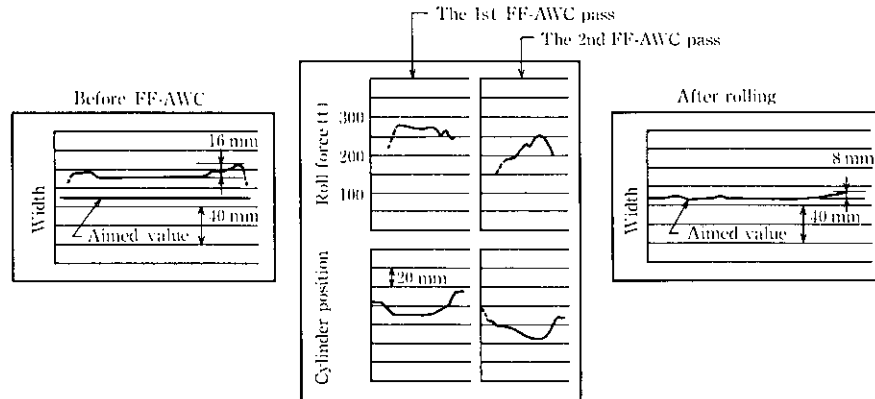 The 1st FF-AWC pass
The 2nd FF-AWC pass
Before FF-AWC
16 mm
Width
40 mm
Aimed value
Roll force (t)
300
200
100
Cylinder position
20 mm
After rolling
8 mm
Width
40 mm
Aimed value